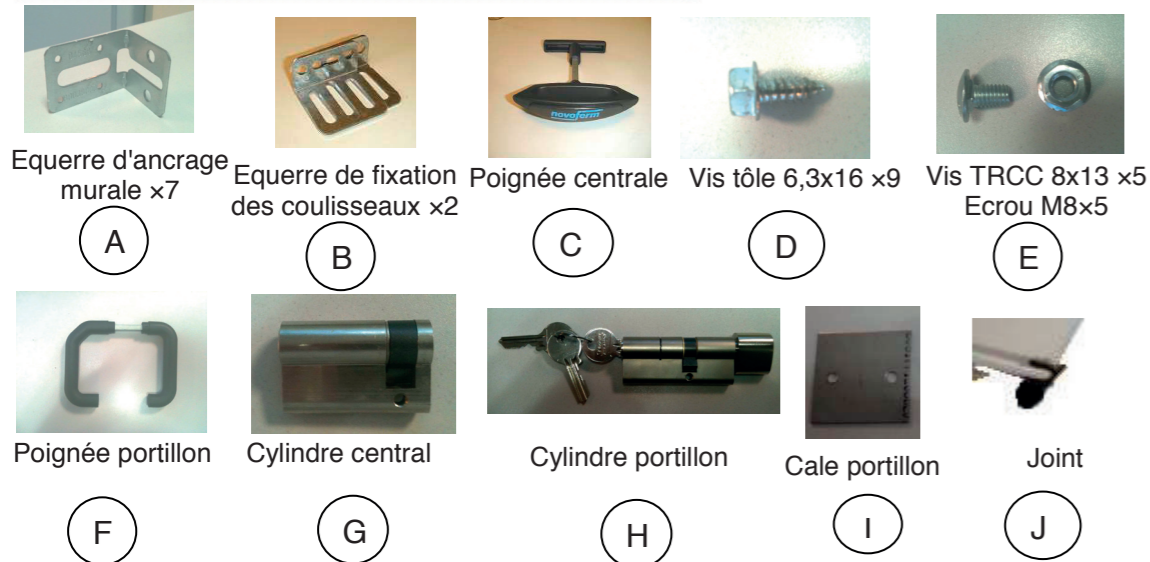 novoferm
Equerre d'ancrage
murale ×7
Equerre de fixation
des coulisseaux ×2
Poignée centrale
Vis tôle 6,3x16 ×9
Vis TRCC 8x13 ×5
Ecrou M8×5
A
B
C
D
E
Poignée portillon
Cylindre central
Cylindre portillon
Cale portillon
Joint
F
G
H
I
J